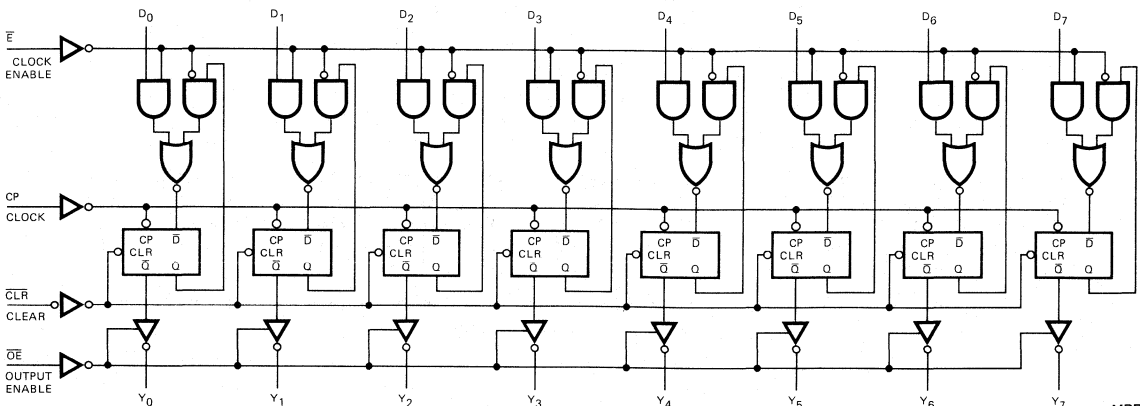 D0 D1 D2 D3 D4 D5 D6 D7
E̅
CLOCK
ENABLE
CP
CLOCK
CP D̅ CP D̅ CP D̅ CP D̅ CP D̅ CP D̅ CP D̅ CP D̅
CLR CLR CLR CLR CLR CLR CLR CLR
Q̅ Q Q̅ Q Q̅ Q Q̅ Q Q̅ Q Q̅ Q Q̅ Q Q̅ Q
C̅L̅R̅
CLEAR
O̅E̅
OUTPUT
ENABLE
Y0 Y1 Y2 Y3 Y4 Y5 Y6 Y7